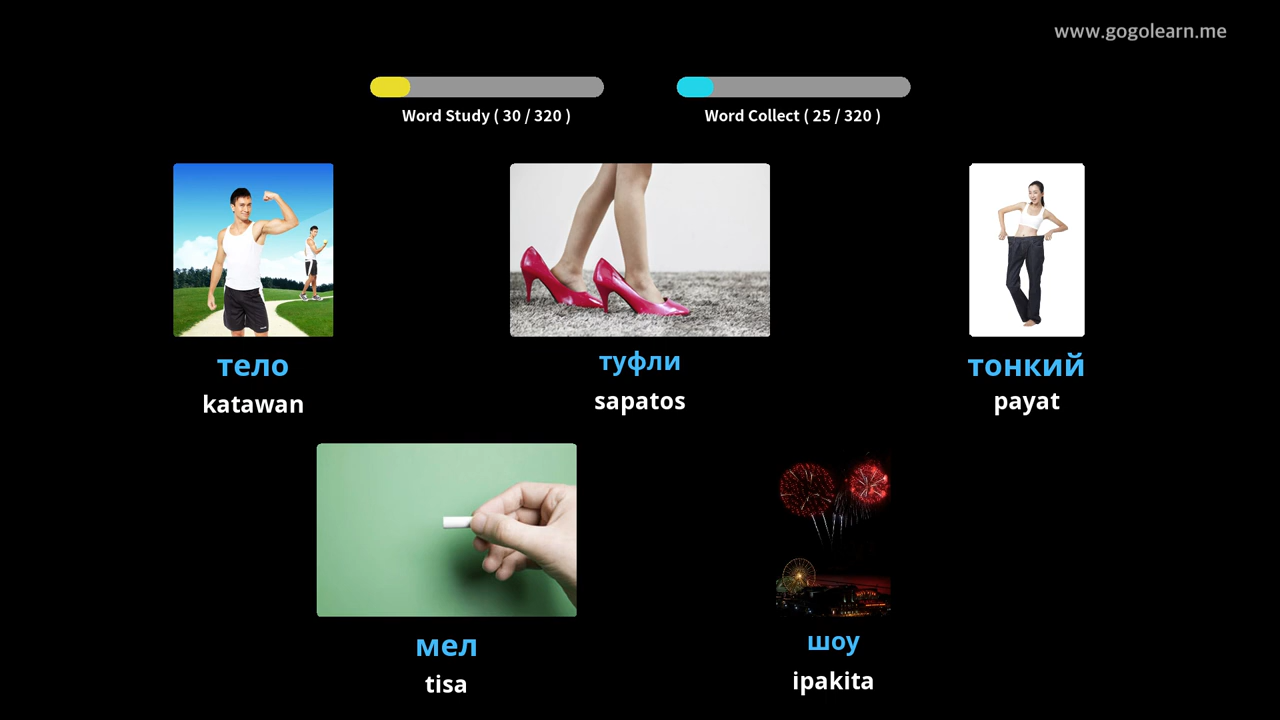 www.gogolearn.me
Word Study ( 30 / 320 )
Word Collect ( 25 / 320 )
тело
katawan
туфли
sapatos
тонкий
payat
мел
tisa
шоу
ipakita